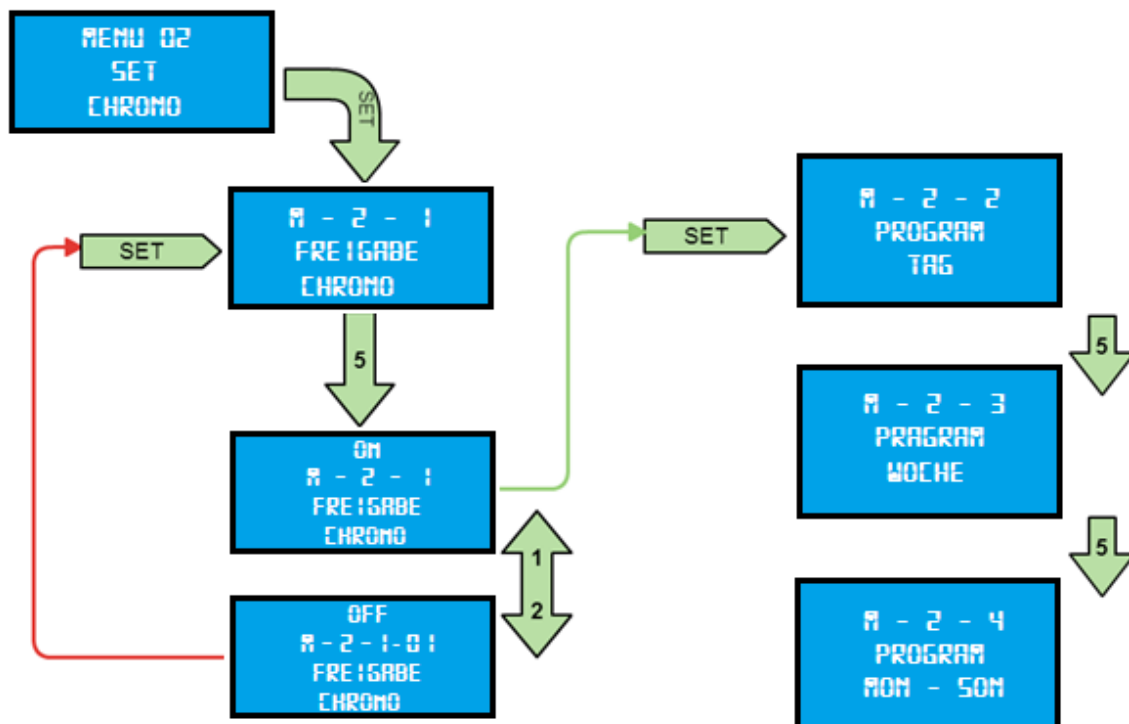 MENU 02
SET
CHRONO
SET
SET
M - 2 - 1
FREIGABE
CHRONO
5
ON
M - 2 - 1
FREIGABE
CHRONO
1
2
OFF
M - 2 - 1 - 01
FREIGABE
CHRONO
SET
M - 2 - 2
PROGRAM
TAG
5
M - 2 - 3
PRAGRAM
WOCHE
5
M - 2 - 4
PROGRAM
MON - SON